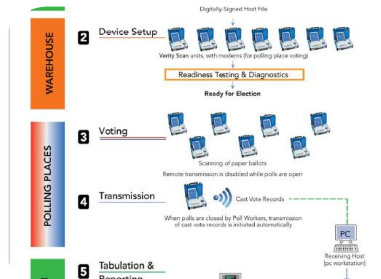 Digitally-Signed Host File
WAREHOUSE
2 Device Setup
Verity Scan units, with modems (for polling place voting)
Readiness Testing & Diagnostics
Ready for Election
POLLING PLACES
3 Voting
Scanning of paper ballots
Remote transmission is disabled while polls are open
4 Transmission
Cast Vote Records
When polls are closed by Poll Workers, transmission
of cast vote records is initiated automatically
PC
Receiving Host
(pc workstation)
5 Tabulation &
Reporting